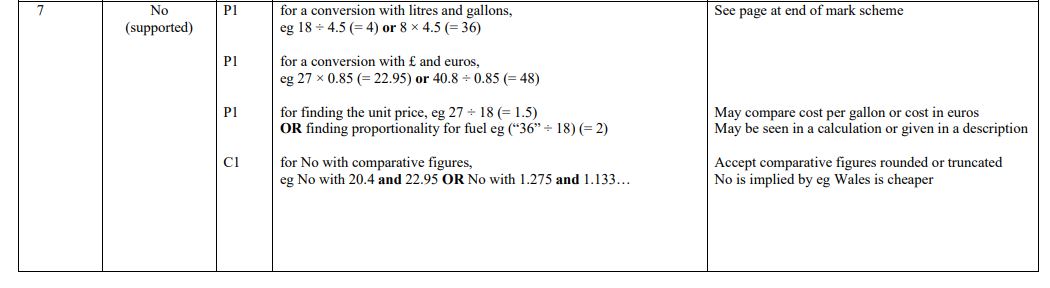 7 No P1 for a conversion with litres and gallons, See page at end of mark scheme
(supported) eg 18 ÷ 4.5 (= 4) or 8 × 4.5 (= 36)
P1 for a conversion with £ and euros,
eg 27 × 0.85 (= 22.95) or 40.8 ÷ 0.85 (= 48)
P1 for finding the unit price, eg 27 ÷ 18 (= 1.5) May compare cost per gallon or cost in euros
OR finding proportionality for fuel eg (“36” ÷ 18) (= 2) May be seen in a calculation or given in a description
C1 for No with comparative figures, Accept comparative figures rounded or truncated
eg No with 20.4 and 22.95 OR No with 1.275 and 1.133… No is implied by eg Wales is cheaper